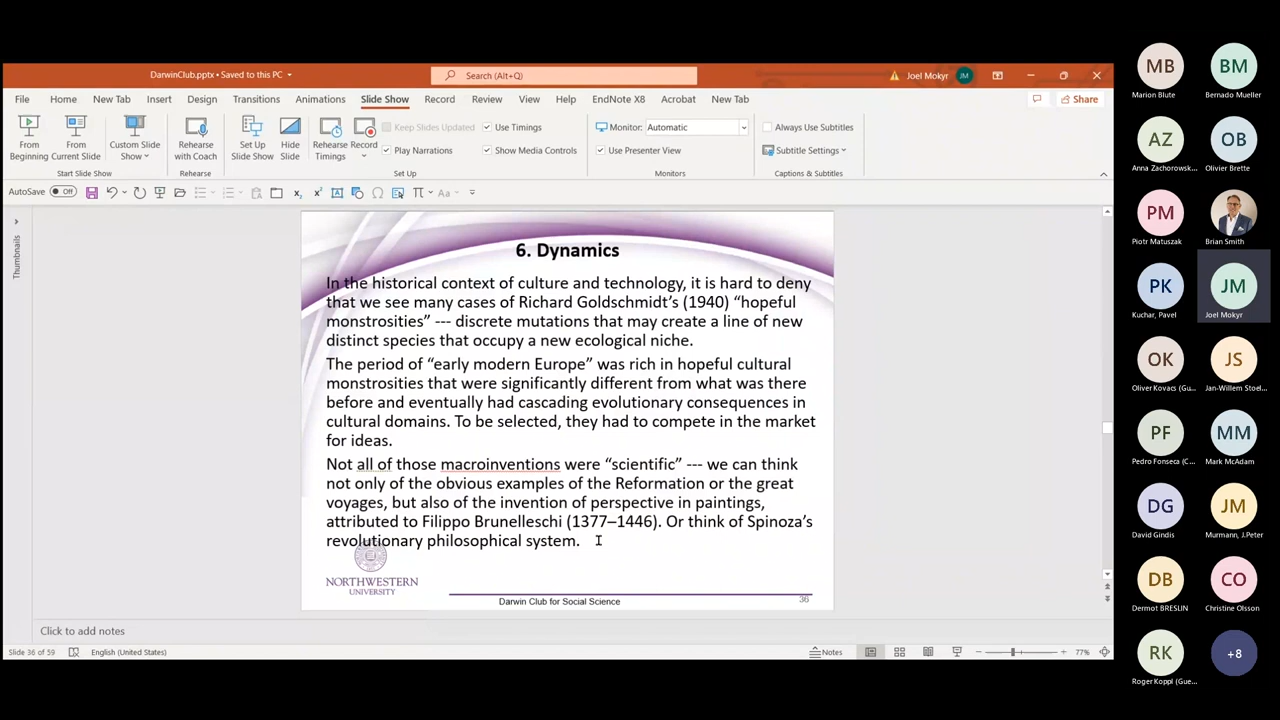 DarwinClub.pptx • Saved to this PC
Search (Alt+Q)
Joel Mokyr
JM
File Home New Tab Insert Design Transitions Animations Slide Show Record Review View Help EndNote X8 Acrobat New Tab
Share
From Beginning
From Current Slide
Custom Slide Show
Rehearse with Coach
Set Up Slide Show
Hide Slide
Rehearse Timings
Record
Keep Slides Updated
Use Timings
Play Narrations
Show Media Controls
Monitor: Automatic
Use Presenter View
Always Use Subtitles
Subtitle Settings
Start Slide Show
Rehearse
Set Up
Monitors
Captions & Subtitles
AutoSave Off
Thumbnails
6. Dynamics
In the historical context of culture and technology, it is hard to deny
that we see many cases of Richard Goldschmidt’s (1940) “hopeful
monstrosities” --- discrete mutations that may create a line of new
distinct species that occupy a new ecological niche.
The period of “early modern Europe” was rich in hopeful cultural
monstrosities that were significantly different from what was there
before and eventually had cascading evolutionary consequences in
cultural domains. To be selected, they had to compete in the market
for ideas.
Not all of those macroinventions were “scientific” --- we can think
not only of the obvious examples of the Reformation or the great
voyages, but also of the invention of perspective in paintings,
attributed to Filippo Brunelleschi (1377–1446). Or think of Spinoza’s
revolutionary philosophical system.
NORTHWESTERN
UNIVERSITY
Darwin Club for Social Science
36
Click to add notes
Slide 36 of 59
English (United States)
Notes
77%
MB
Marion Blute
BM
Bernado Mueller
AZ
Anna Zachorowsk...
OB
Olivier Brette
PM
Piotr Matuszak
Brian Smith
PK
Kuchar, Pavel
JM
Joel Mokyr
OK
Oliver Kovacs (Gu...
JS
Jan-Willem Stoel...
PF
Pedro Fonseca (C...
MM
Mark McAdam
DG
David Gindis
JM
Murmann, J.Peter
DB
Dermot BRESLIN
CO
Christine Olsson
RK
Roger Koppl (Gue...
+8